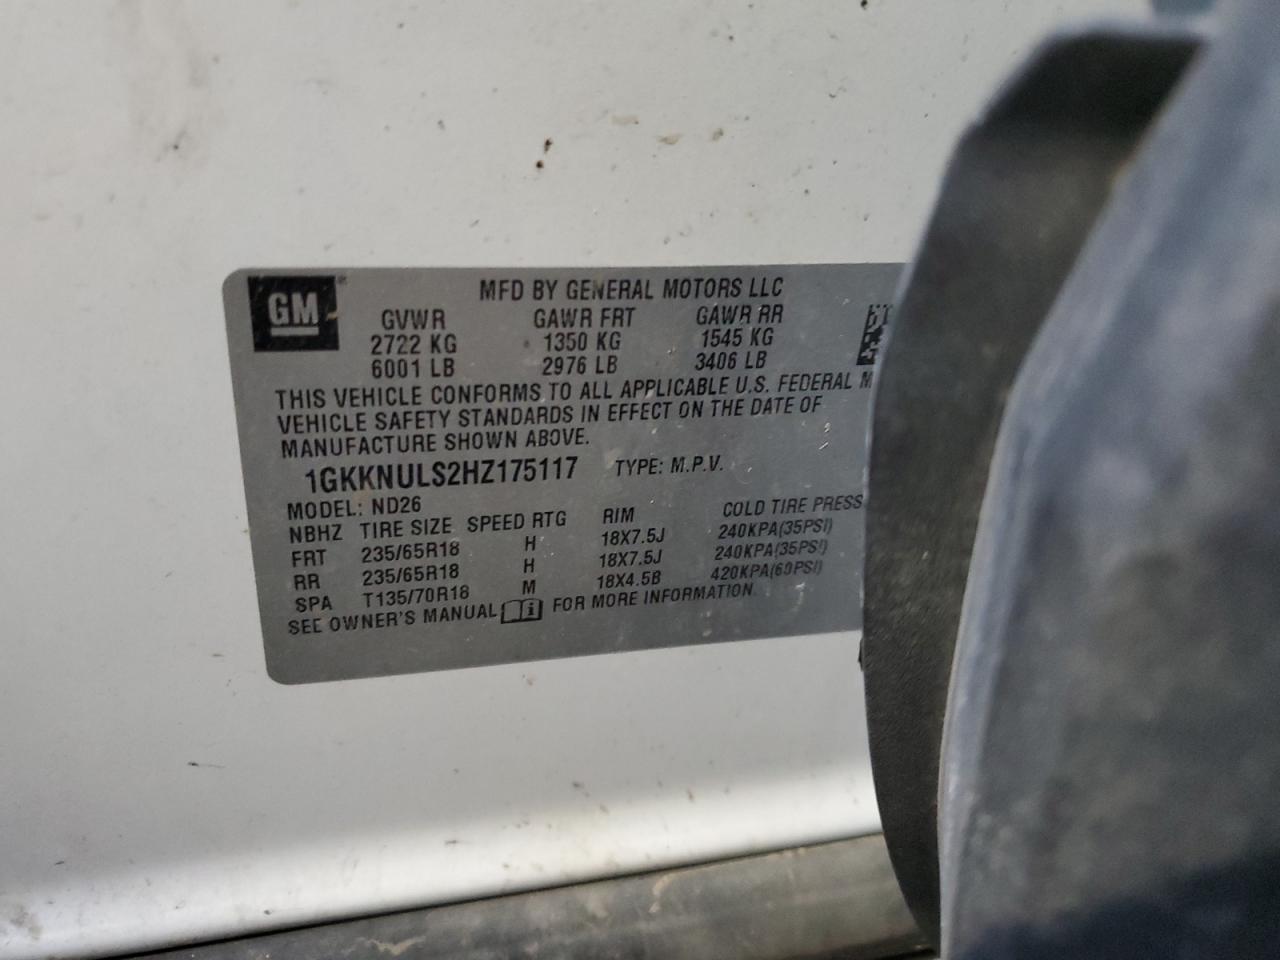 GM
MFD BY GENERAL MOTORS LLC
GVWR GAWR FRT GAWR RR
2722 KG 1350 KG 1545 KG
6001 LB 2976 LB 3406 LB
THIS VEHICLE CONFORMS TO ALL APPLICABLE U.S. FEDERAL M
VEHICLE SAFETY STANDARDS IN EFFECT ON THE DATE OF
MANUFACTURE SHOWN ABOVE.
1GKKNULS2HZ175117 TYPE: M.P.V.
MODEL: ND26
NBHZ TIRE SIZE SPEED RTG RIM COLD TIRE PRESS
FRT 235/65R18 H 18X7.5J 240KPA(35PSI)
RR 235/65R18 H 18X7.5J 240KPA(35PSI)
SPA T135/70R18 M 18X4.5B 420KPA(60PSI)
SEE OWNER'S MANUAL FOR MORE INFORMATION.